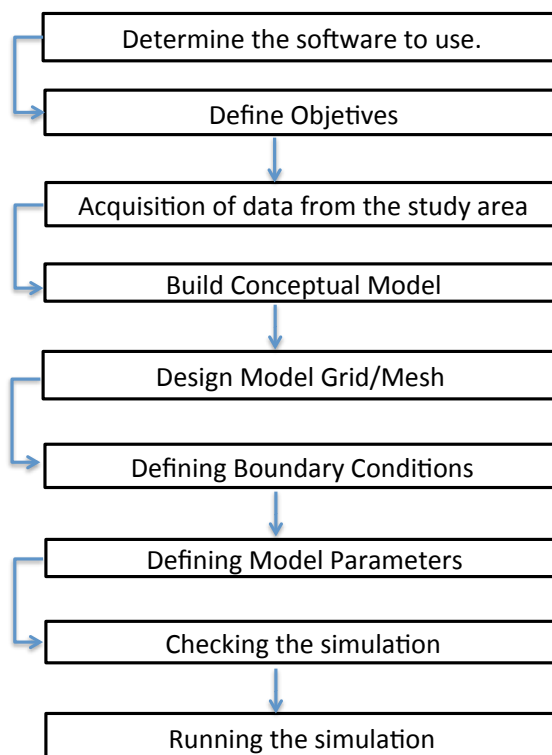 Determine the software to use.
Define Objetives
Acquisition of data from the study area
Build Conceptual Model
Design Model Grid/Mesh
Defining Boundary Conditions
Defining Model Parameters
Checking the simulation
Running the simulation